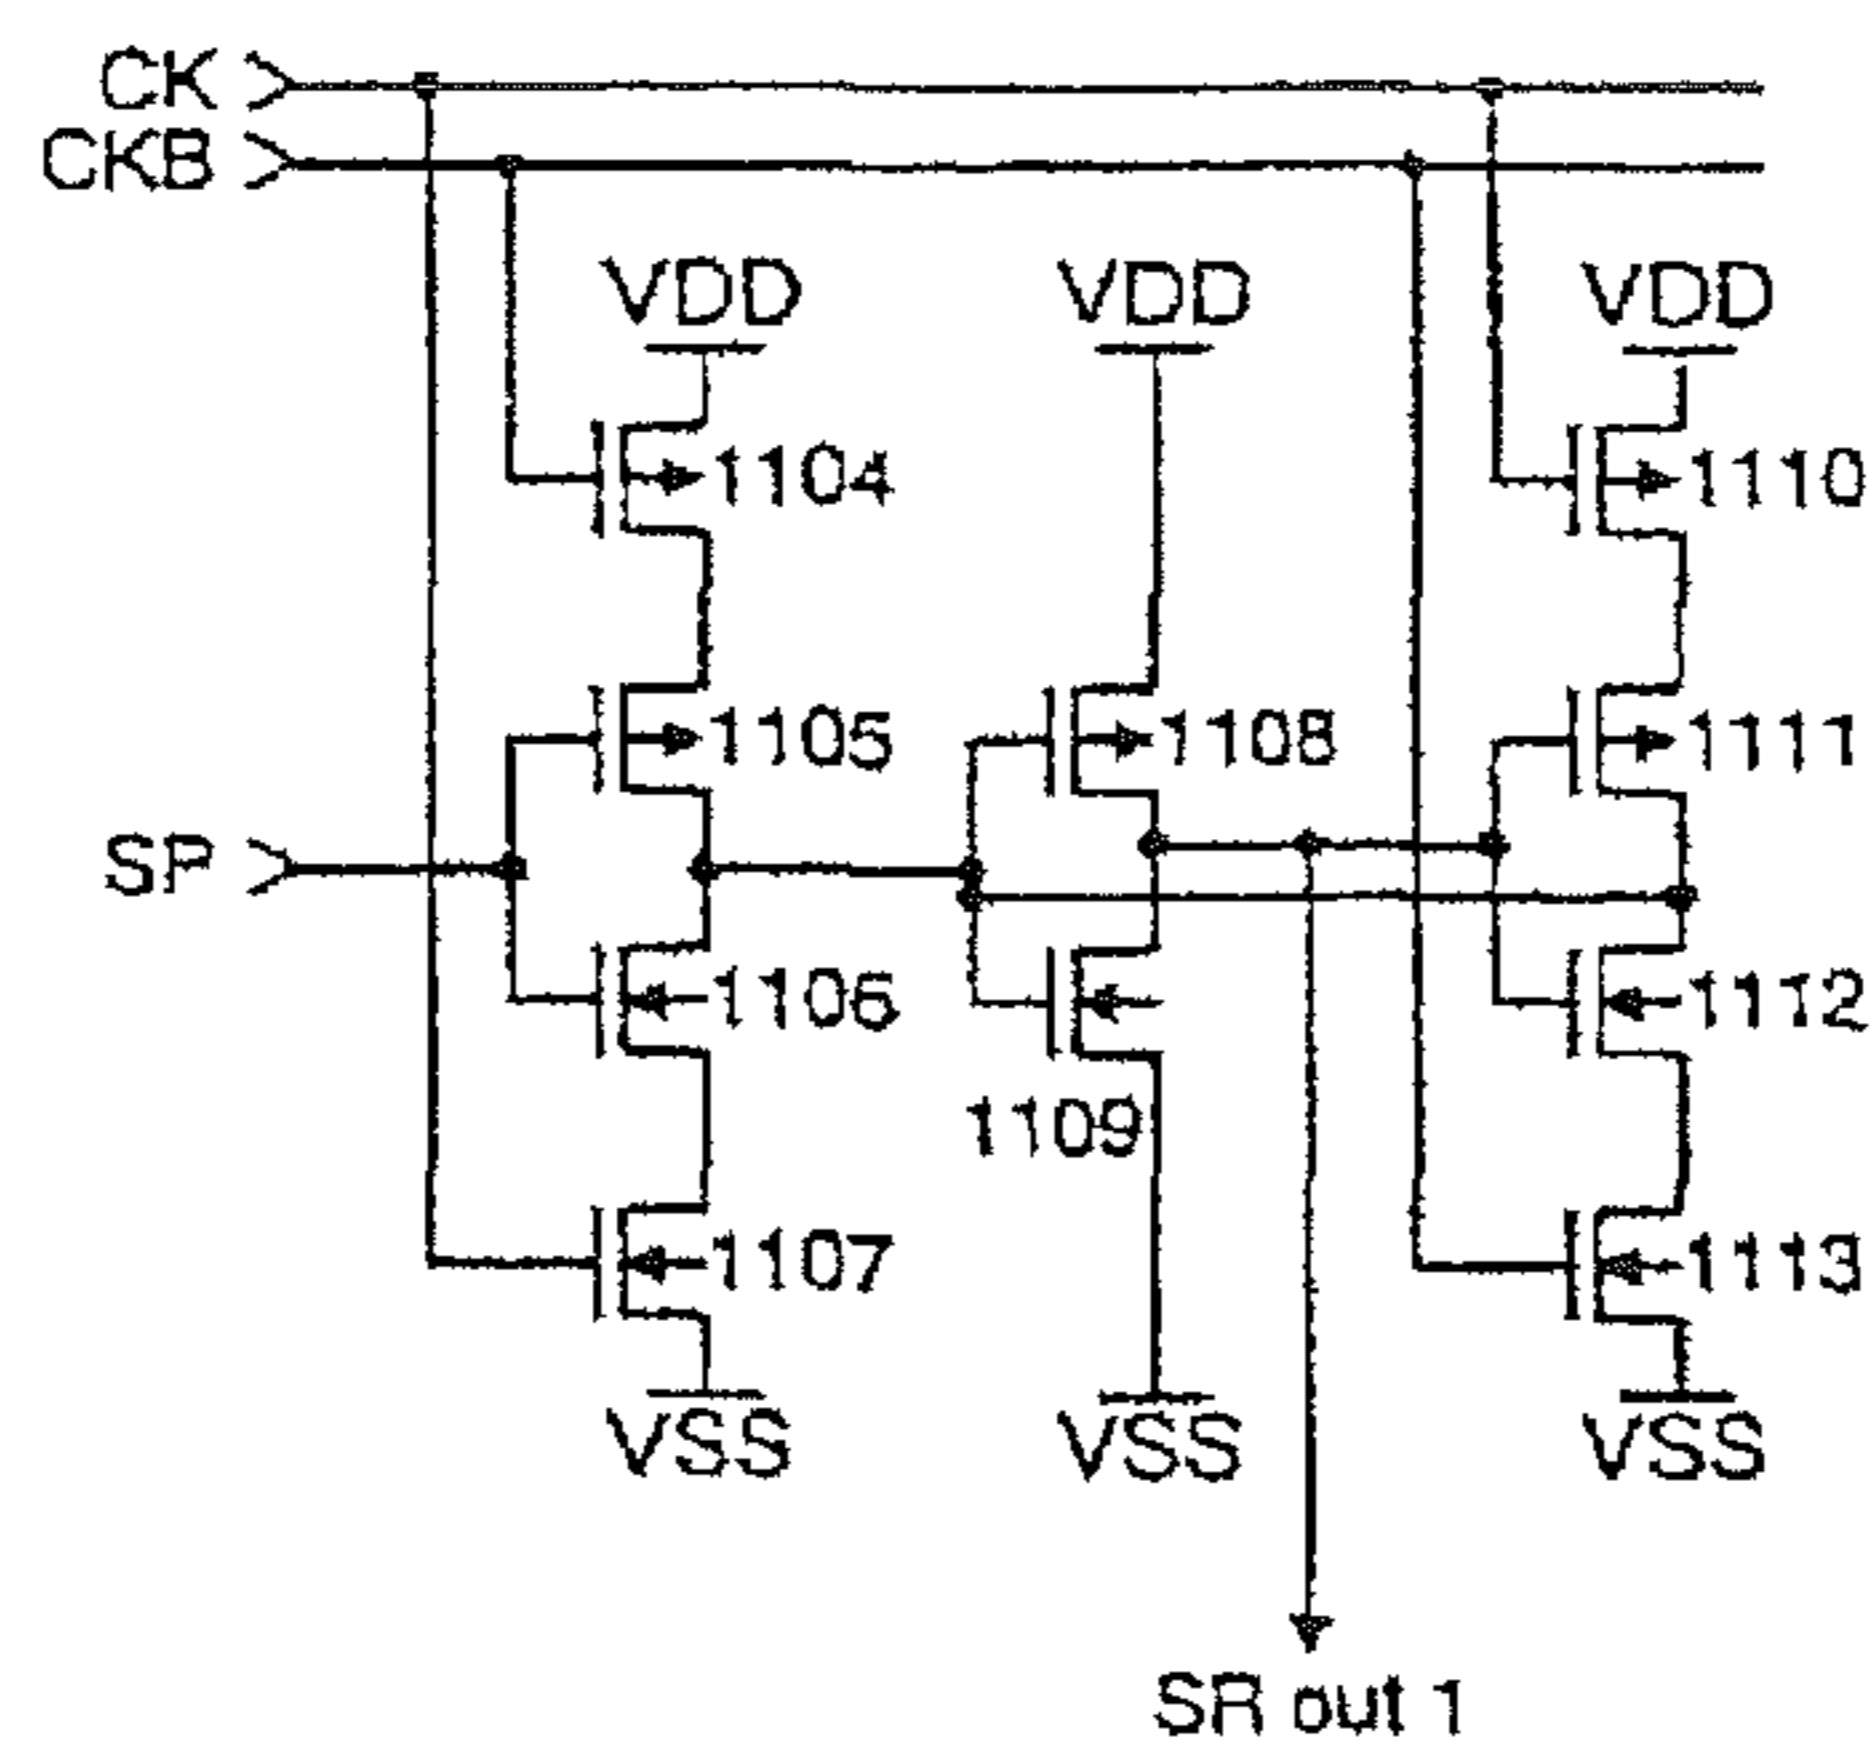 CK
CKB
VDD VDD VDD
1104 1110
1105 1108 1111
SP
1106 1112
1109
1107 1113
VSS VSS VSS
SR out 1